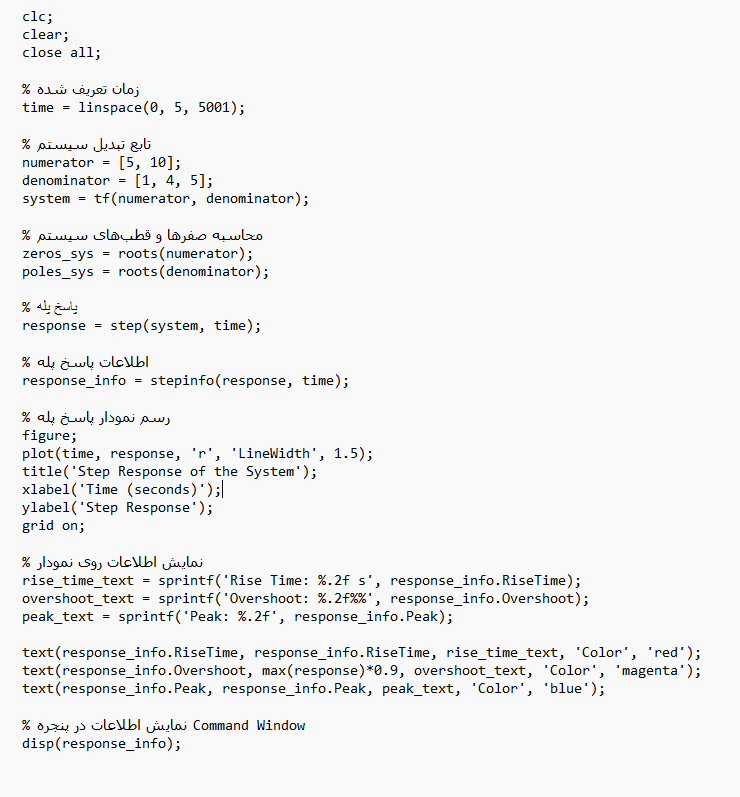 clc;
clear;
close all;
% زمان تعریف شده
time = linspace(0, 5, 5001);
% تابع تبدیل سیستم
numerator = [5, 10];
denominator = [1, 4, 5];
system = tf(numerator, denominator);
% محاسبه صفرها و قطب‌های سیستم
zeros_sys = roots(numerator);
poles_sys = roots(denominator);
% پاسخ پله
response = step(system, time);
% اطلاعات پاسخ پله
response_info = stepinfo(response, time);
% رسم نمودار پاسخ پله
figure;
plot(time, response, 'r', 'LineWidth', 1.5);
title('Step Response of the System');
xlabel('Time (seconds)');
ylabel('Step Response');
grid on;
% نمایش اطلاعات روی نمودار
rise_time_text = sprintf('Rise Time: %.2f s', response_info.RiseTime);
overshoot_text = sprintf('Overshoot: %.2f%%', response_info.Overshoot);
peak_text = sprintf('Peak: %.2f', response_info.Peak);
text(response_info.RiseTime, response_info.RiseTime, rise_time_text, 'Color', 'red');
text(response_info.Overshoot, max(response)*0.9, overshoot_text, 'Color', 'magenta');
text(response_info.Peak, response_info.Peak, peak_text, 'Color', 'blue');
% نمایش اطلاعات در پنجره Command Window
disp(response_info);